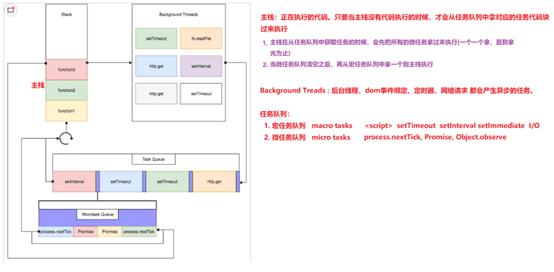 Stack
Background Threads
setTimeout
fs.readFile
function3
http.get
setInterval
主栈
function2
http.get
setTimeout
function1
Task Queue
setInterval
setTimeout
setTimeout
http.get
Microtask Queue
process.nextTick
Promise
Promise
process.nextTick
主栈：正在执行的代码。只要当主栈没有代码执行的时候，才会从任务队列中拿对应的任务代码块
过来执行
1. 主栈在从任务队列中获取任务的时候，会先把所有的微任务拿过来执行(一个一个拿，直到拿
光为止)
2. 当微任务队列清空之后，再从宏任务队列中拿一个到主栈执行
Background Treads : 后台线程，dom事件绑定、定时器、网络请求 都会产生异步的任务。
任务队列：
1. 宏任务队列 macro tasks <script> setTimeout setInterval setImmediate I/O
2. 微任务队列 micro tasks process.nextTick, Promise, Object.observe